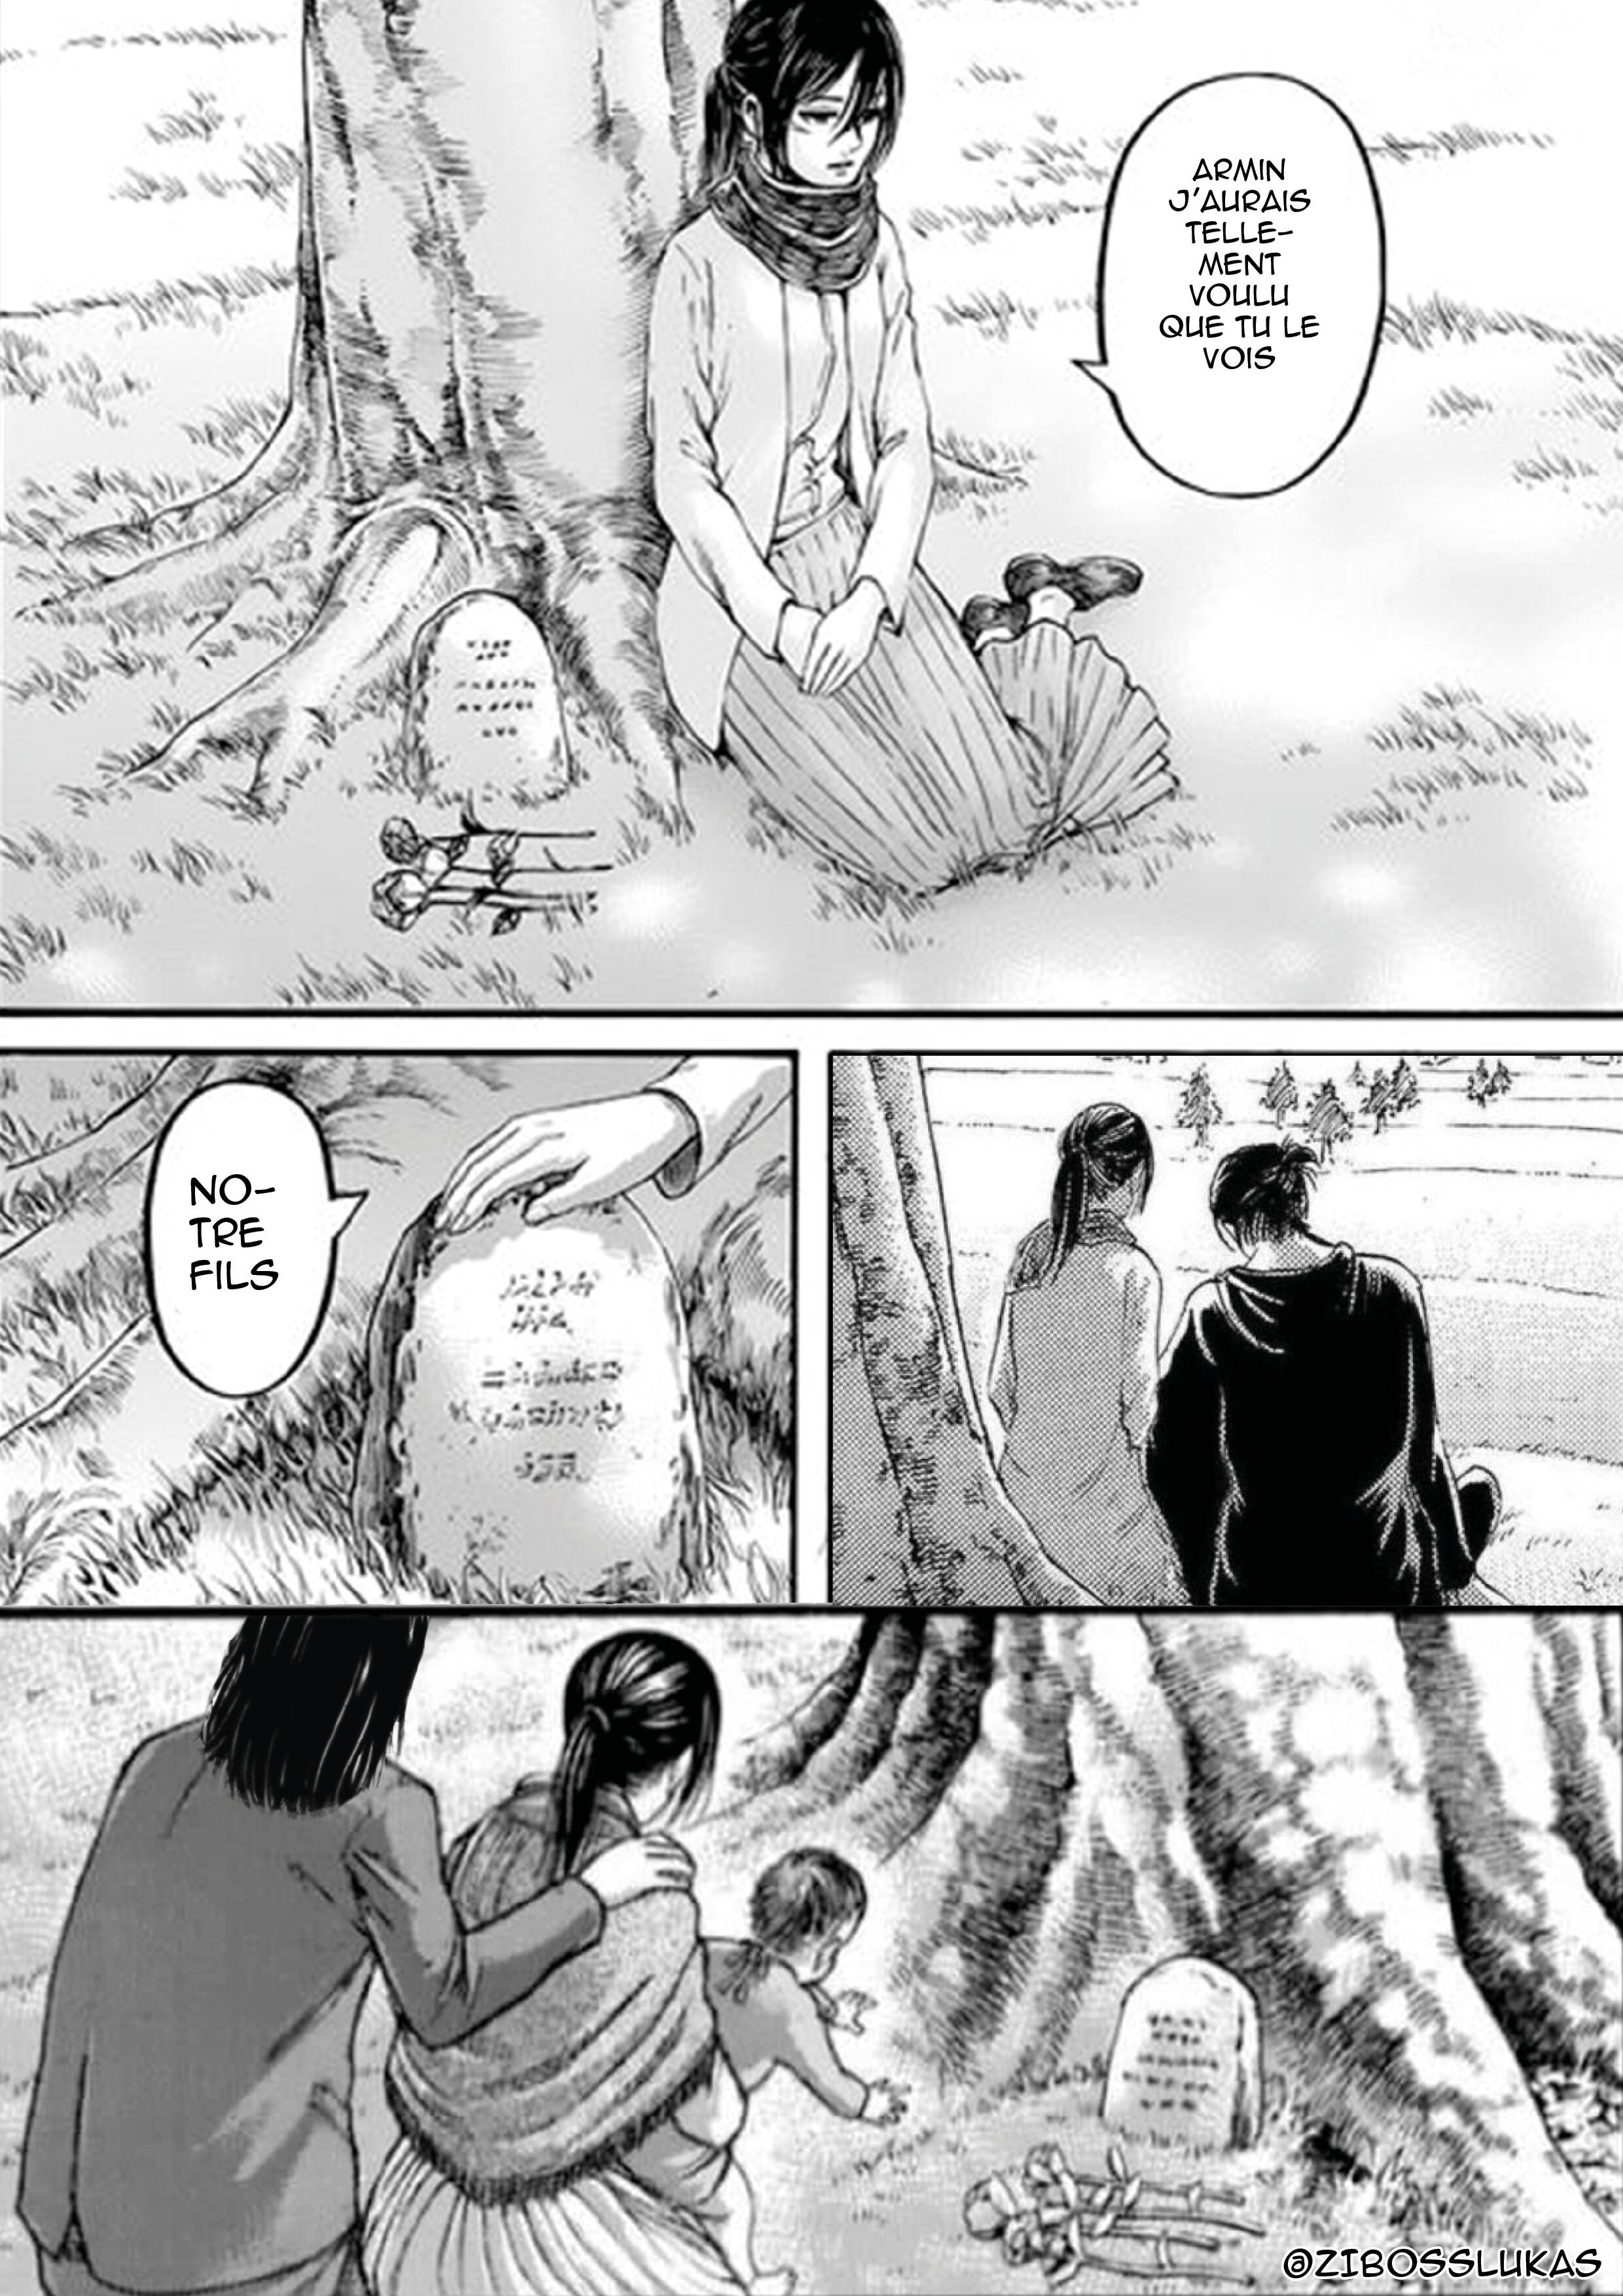 ARMIN
J'AURAIS
TELLE-
MENT
VOULU
QUE TU LE
VOIS
NO-
TRE
FILS
@ZIBOSSLUKAS